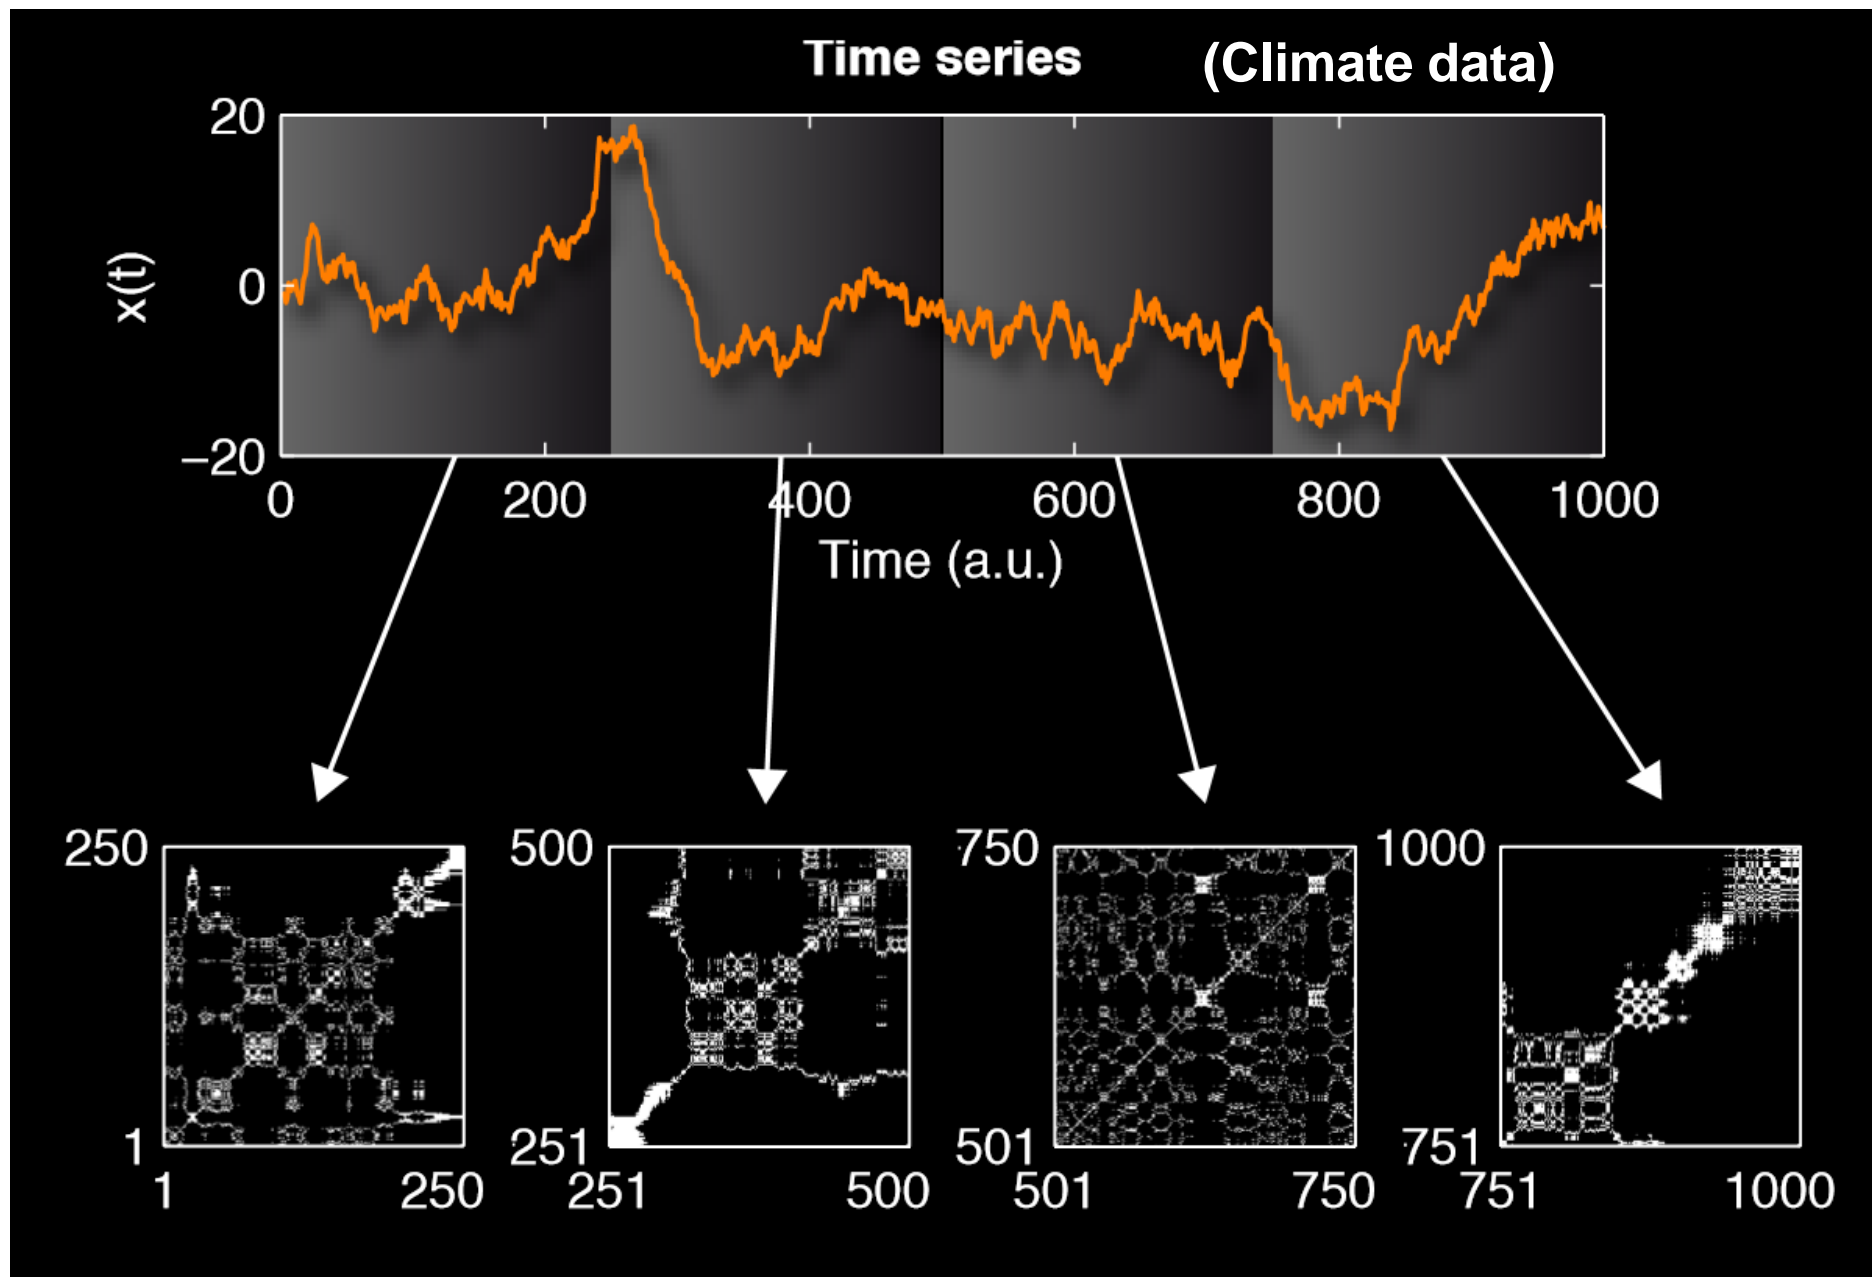 Time series (Climate data)
20
0
−20
x(t)
0 200 400 600 800 1000
Time (a.u.)
250 500 750 1000
1 251 501 751
1 250 251 500 501 750 751 1000